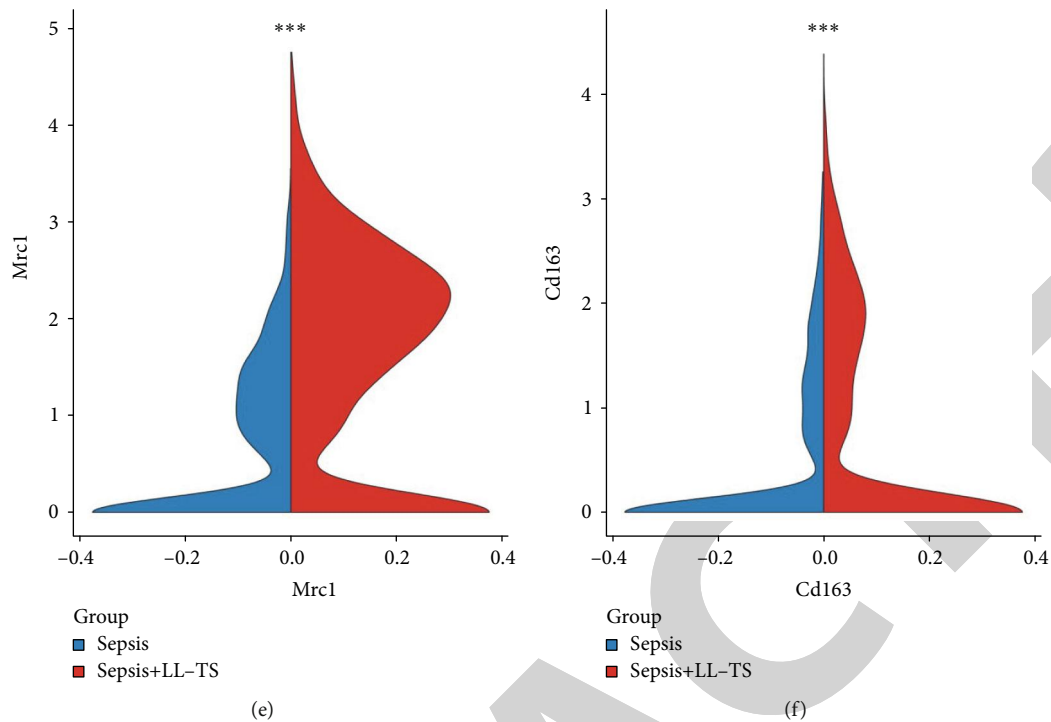 ***
5
4
3
2
1
0
Mrc1
−0.4 −0.2 0.0 0.2 0.4
Mrc1
Group
Sepsis
Sepsis+LL−TS
(e)
***
4
3
2
1
0
Cd163
−0.4 −0.2 0.0 0.2 0.4
Cd163
Group
Sepsis
Sepsis+LL−TS
(f)